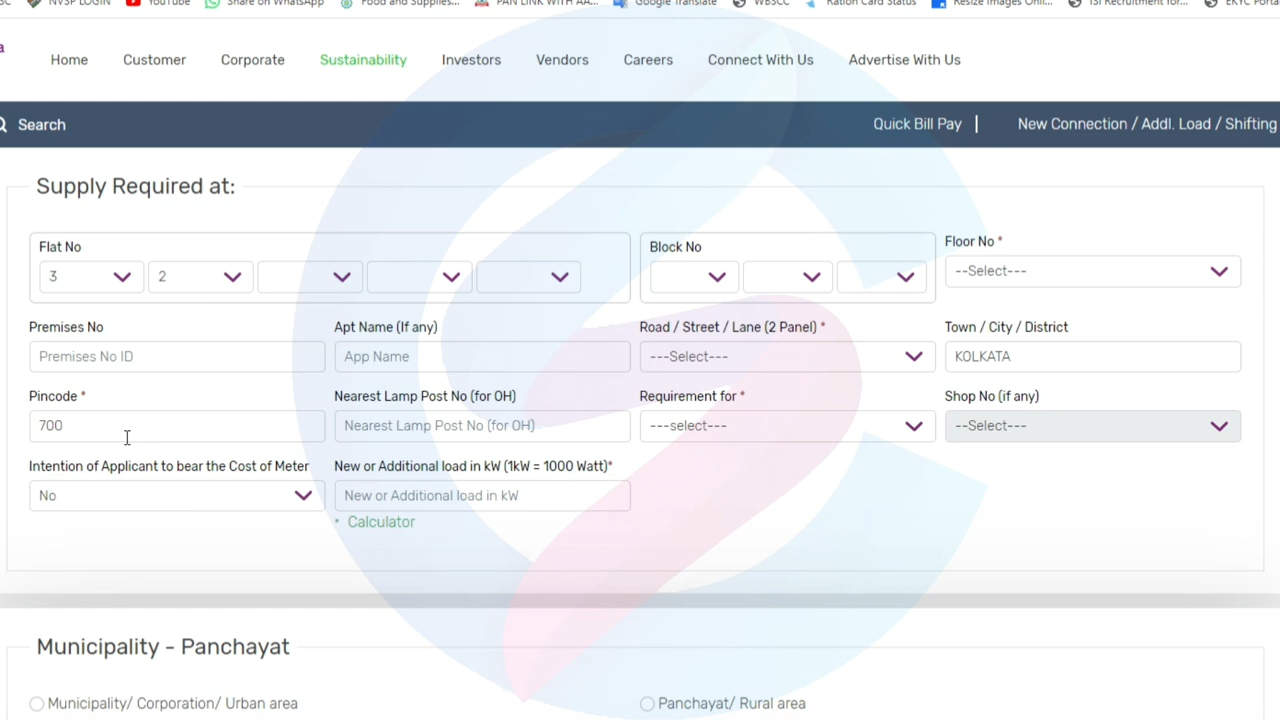 NVSP LOGIN YouTube Share on WhatsApp Food and Supplies... PAN LINK WITH AA... Google Translate WBSCC Ration Card Status Resize Images Onli... ISI Recruitment for... EKYC Porta
a
Home Customer Corporate Sustainability Investors Vendors Careers Connect With Us Advertise With Us
Search Quick Bill Pay | New Connection / Addl. Load / Shifting
Supply Required at:
Flat No Block No Floor No *
3 2 --Select---
Premises No Apt Name (If any) Road / Street / Lane (2 Panel) * Town / City / District
Premises No ID App Name ---Select--- KOLKATA
Pincode * Nearest Lamp Post No (for OH) Requirement for * Shop No (if any)
700 Nearest Lamp Post No (for OH) ---select--- --Select---
Intention of Applicant to bear the Cost of Meter New or Additional load in kW (1kW = 1000 Watt)*
No New or Additional load in kW
* Calculator
Municipality - Panchayat
Municipality/ Corporation/ Urban area Panchayat/ Rural area